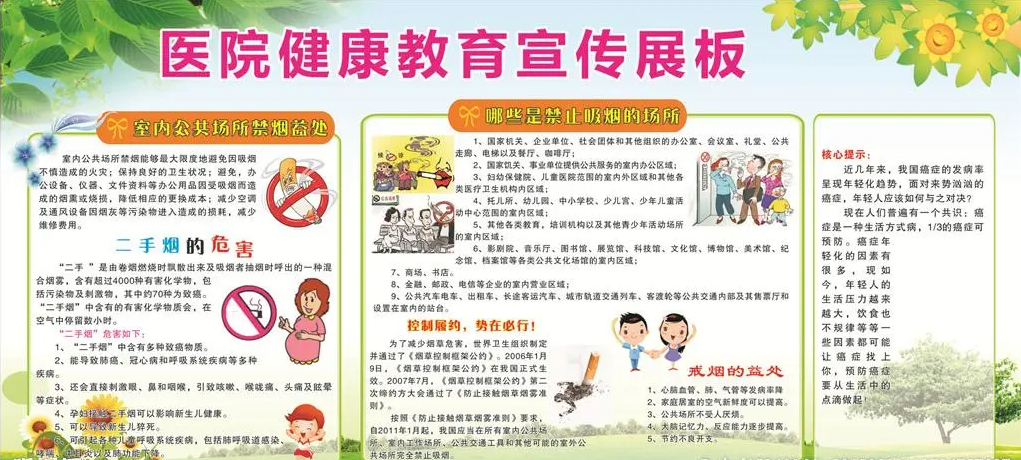 医院健康教育宣传展板
室内公共场所禁烟益处
室内公共场所禁烟能够最大限度地避免因吸烟
不慎造成的火灾；保持良好的卫生状况；避免，办
公设备、仪器、文件资料等办公用品因受吸烟而造
成的烟熏或烧损，降低相应的更换成本；减少空调
及通风设备因烟灰等污染物进入造成的损耗，减少
维修费用。
二手烟的危害
“二手 ”是由卷烟燃烧时飘散出来及吸烟者抽烟时呼出的一种混
合烟雾，含有超过4000种有害化学物，包
括污染物及刺激物，其中约70种为致癌。
“二手烟”中含有的有害化学物质会，在
空气中停留数小时。
“二手烟”危害如下：
1、“二手烟”中含有多种致癌物质。
2、能导致肺癌、冠心病和呼吸系统疾病等多种
疾病。
3、还会直接刺激眼、鼻和咽喉，引致咳嗽、喉咙痛、头痛及眩晕
等症状。
4、孕妇接触二手烟可以影响新生儿健康。
5、可以导致新生儿猝死。
6、可引起各种儿童呼吸系统疾病，包括肺呼吸道感染、
哮喘、中耳炎以及肺功能下降。
哪些是禁止吸烟的场所
1、国家机关、企业单位、社会团体和其他组织的办公室、会议室、礼堂、公共
走廊、电梯以及餐厅、咖啡厅；
2、国家饥关、事业单位提供公共服务的室内办公区域；
3、妇幼保健院、儿童医院范围的室内外区域和其他各
类医疗卫生机构内区域；
4、托儿所、幼儿园、中小学校、少儿宫、少年儿童活
动中心范围的室内区域；
5、其他各类教育，培训机构以及其他青少年活动场所
的室内区域；
6、影剧院、音乐厅、图书馆、展览馆、科技馆、文化馆、博物馆、美术馆、纪
念馆、档案馆等各类公共文化场馆的室内区域；
7、商场、书店。
8、金融、邮政、电信等企业的室内营业区域；
9、公共汽车电车、出租车、长途客运汽车、城市轨道交通列车、客渡轮等公共交通内部及其售票厅和
设置在室内的站台。
控制履约，势在必行！
为了减少烟草危害，世界卫生组织制定
并通过了《烟草控制框架公约》。2006年1月
9日，《烟草控制框架公约》在我国正式生
效。2007年7月，《烟草控制框架公约》第二
次缔约方大会通过了《防止接触烟草烟雾准
则》。
按照《防止接触烟草烟雾准则》要求，
自2011年1月起，我国应当在所有室内公共场
所、室内工作场所、公共交通工具和其他可能的室外公
共场所完全禁止吸烟。
戒烟的益处
1、心脑血管、肺、气管等发病率降
2、家庭居室的空气新鲜度可以提高。
3、公共场所不受人厌烦。
4、大脑记忆力、反应能力逐步提高。
5、节约不良开支。
核心提示：
近几年来，我国癌症的发病率
呈现年轻化趋势，面对来势汹汹的
癌症，年轻人应该如何与之对决？
现在人们普遍有一个共识：癌
症是一种生活方式病，1/3的癌症可
预防。癌症年
轻化的因素有
很多，现如
今，年轻人的
生活压力越来
越大，饮食也
不规律等等一
些因素都可能
让癌症找上
你，预防癌症
要从生活中的
点滴做起！